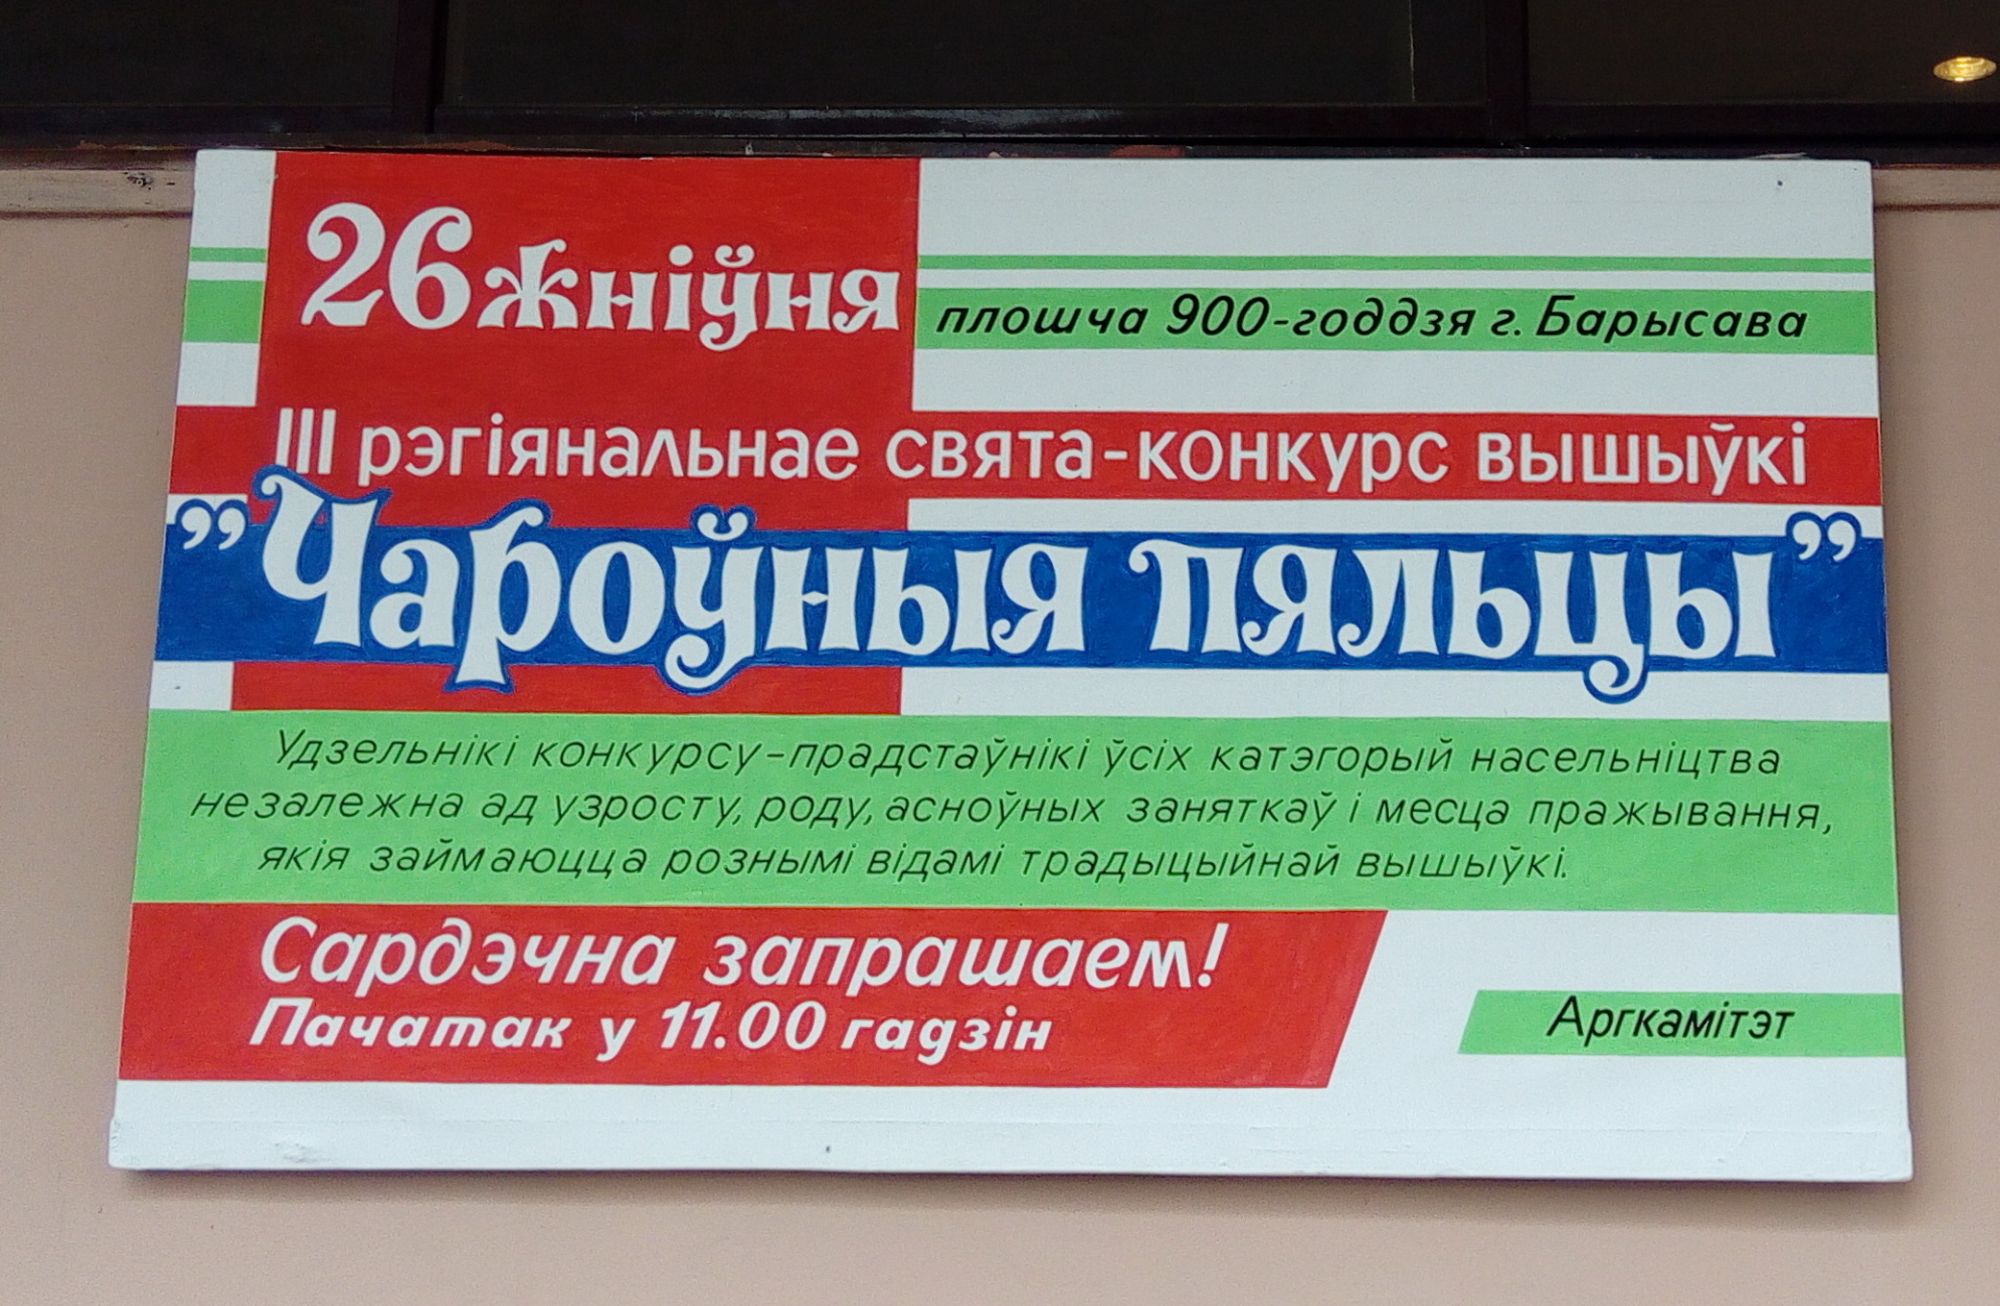 26 жніўня
плошча 900-годдзя г. Барысава
III рэгіянальнае свята-конкурс вышыўкі
"Чароўныя пяльцы"
Удзельнікі конкурсу-прадстаўнікі ўсіх катэгорый насельніцтва
незалежна ад узросту, роду, асноўных заняткаў і месца пражывання,
якія займаюцца рознымі відамі традыцыйнай вышыўкі.
Сардэчна запрашаем!
Пачатак у 11.00 гадзін
Аргкамітэт